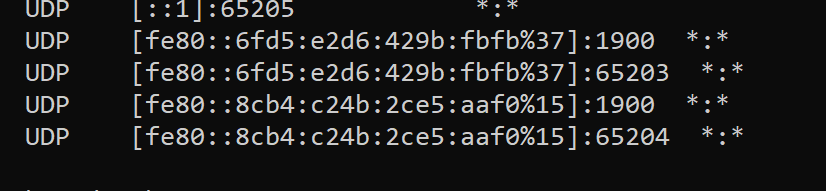 UDP    [::1]:65205            *:*
UDP    [fe80::6fd5:e2d6:429b:fbfb%37]:1900  *:*
UDP    [fe80::6fd5:e2d6:429b:fbfb%37]:65203  *:*
UDP    [fe80::8cb4:c24b:2ce5:aaf0%15]:1900  *:*
UDP    [fe80::8cb4:c24b:2ce5:aaf0%15]:65204  *:*